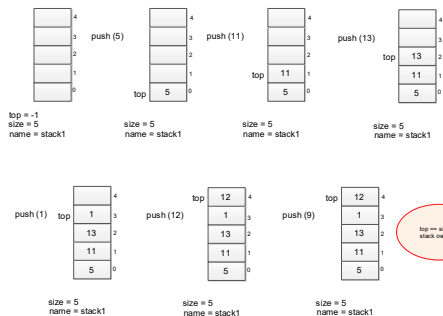 4
3
2
1
0
top = -1
size = 5
name = stack1
push (5)
4
3
2
1
top 5 0
size = 5
name = stack1
push (11)
4
3
2
top 11 1
5 0
size = 5
name = stack1
push (13)
4
3
top 13 2
11 1
5 0
size = 5
name = stack1
push (1)
4
top 1 3
13 2
11 1
5 0
size = 5
name = stack1
push (12)
top 12 4
1 3
13 2
11 1
5 0
size = 5
name = stack1
push (9)
top 12 4
1 3
13 2
11 1
5 0
size = 5
name = stack1
top ==
stack